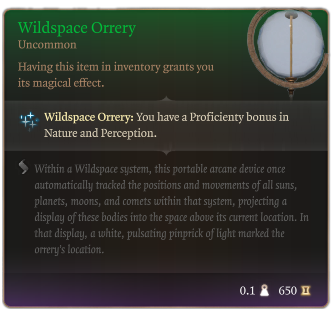 Wildspace Orrery
Uncommon
Having this item in inventory grants you
its magical effect.
Wildspace Orrery: You have a Proficienty bonus in
Nature and Perception.
Within a Wildspace system, this portable arcane device once
automatically tracked the positions and movements of all suns,
planets, moons, and comets within that system, projecting a
display of these bodies into the space above its current location. In
that display, a white, pulsating pinprick of light marked the
orrery's location.
0.1 650